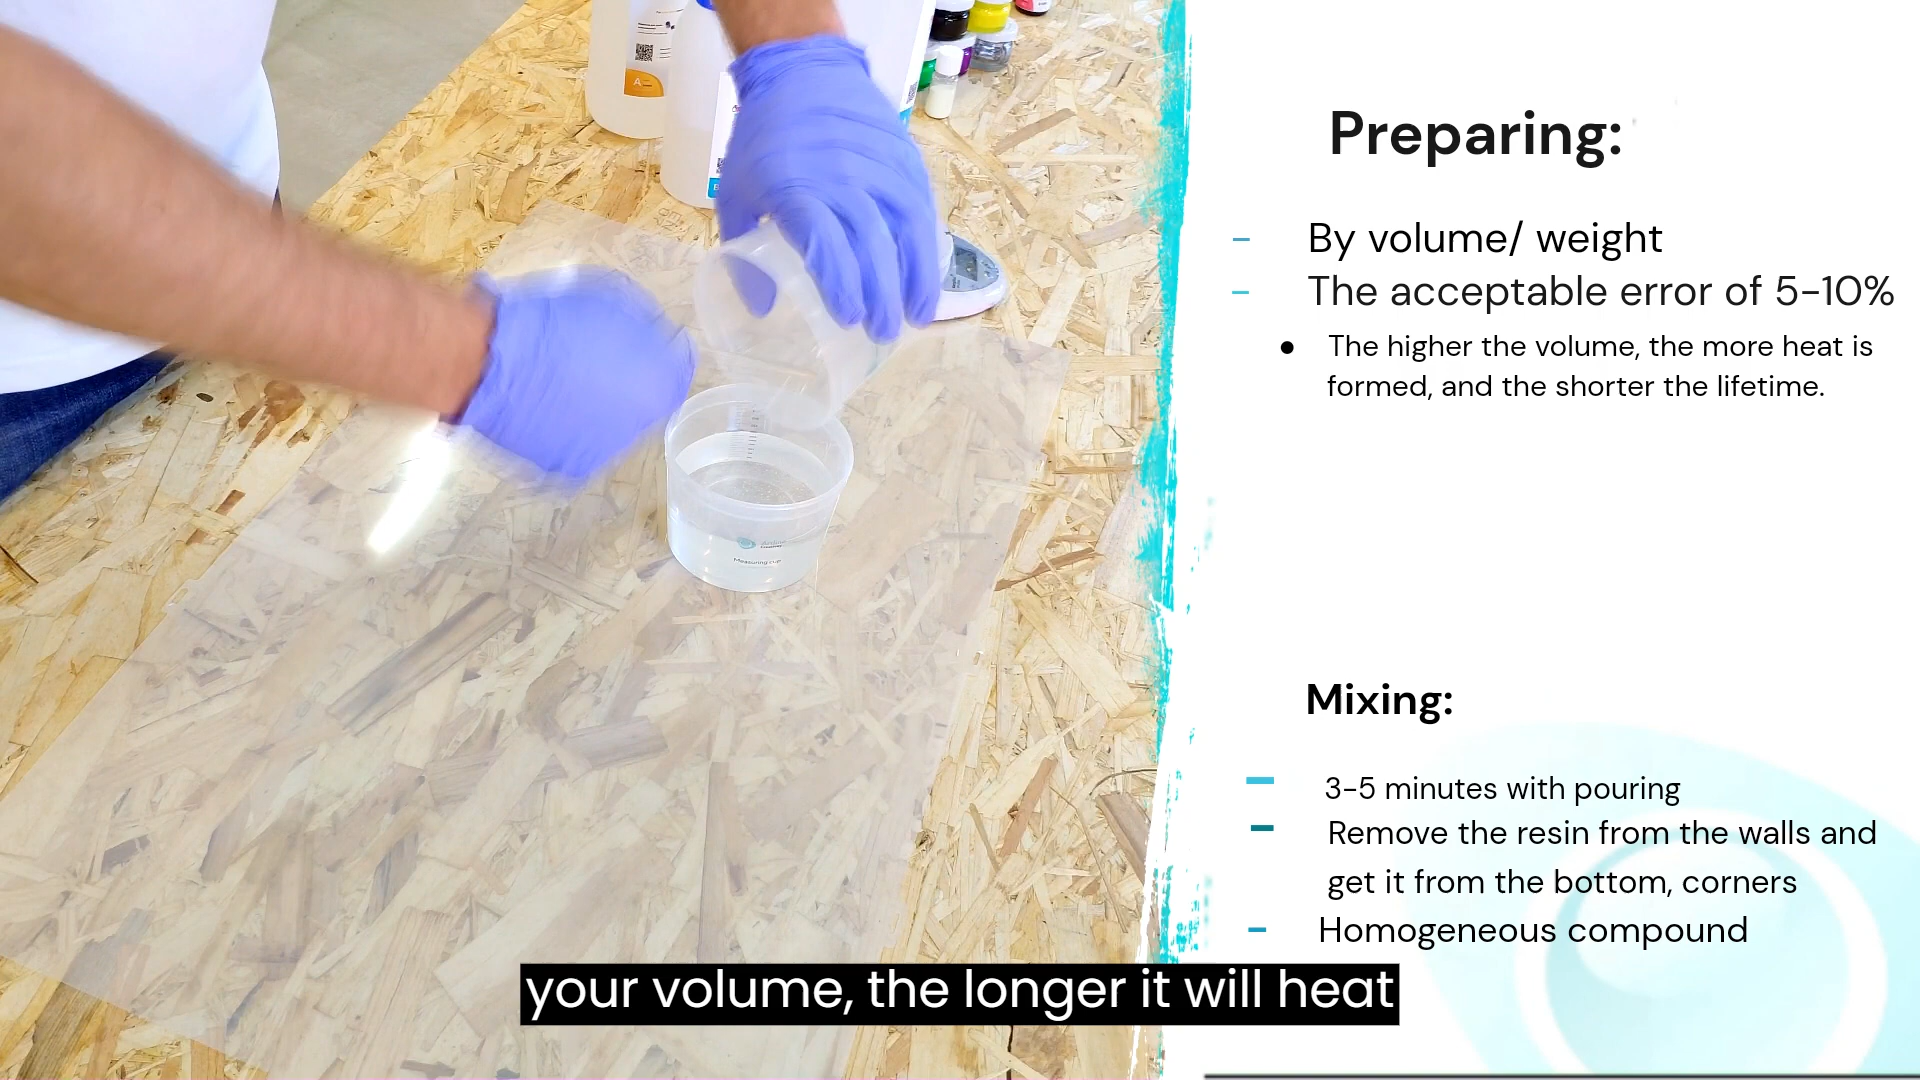 Preparing:
- By volume/ weight
- The acceptable error of 5-10%
● The higher the volume, the more heat is
formed, and the shorter the lifetime.
Mixing:
- 3-5 minutes with pouring
- Remove the resin from the walls and
get it from the bottom, corners
- Homogeneous compound
your volume, the longer it will heat
A
Measuring cup